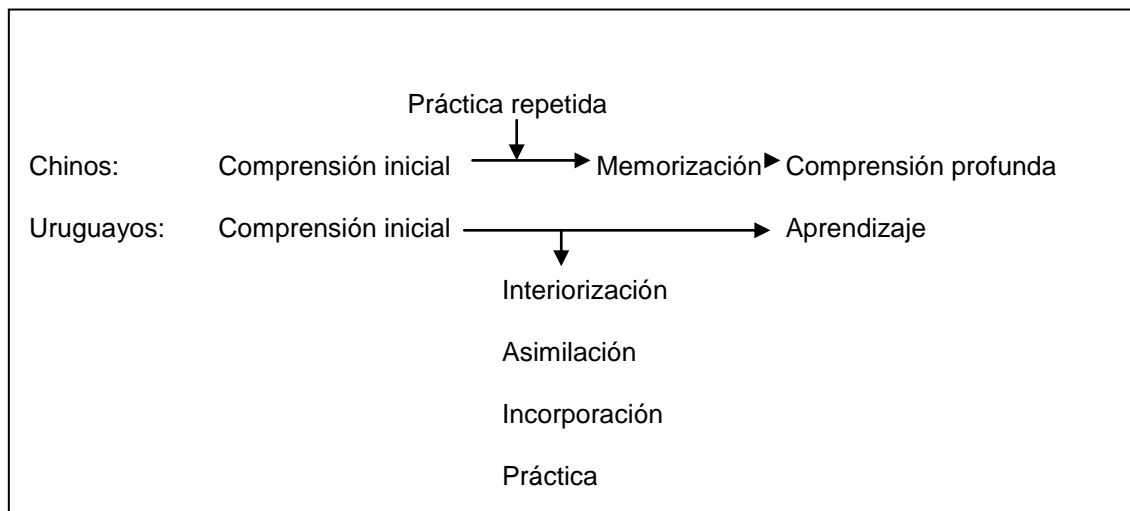 Práctica repetida
Chinos: Comprensión inicial Memorización Comprensión profunda
Uruguayos: Comprensión inicial Aprendizaje
Interiorización
Asimilación
Incorporación
Práctica